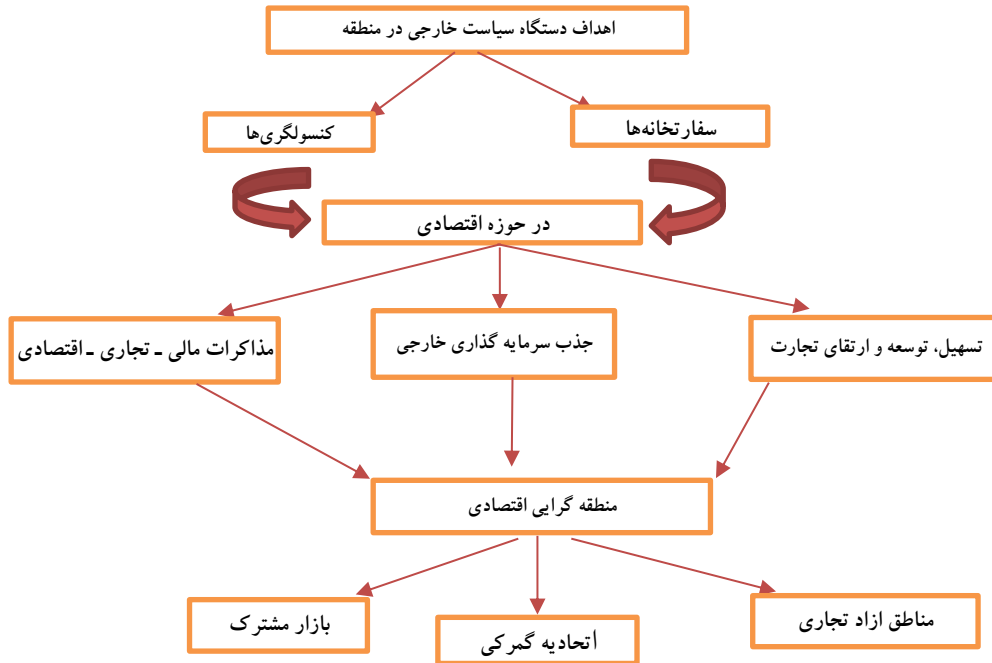 اهداف دستگاه سیاست خارجی در منطقه
سفارتخانه‌ها
کنسولگری‌ها
در حوزه اقتصادی
تسهیل، توسعه و ارتقای تجارت
جذب سرمایه گذاری خارجی
مذاکرات مالی ـ تجاری ـ اقتصادی
منطقه گرایی اقتصادی
مناطق ازاد تجاری
أتحادیه گمرکی
بازار مشترک